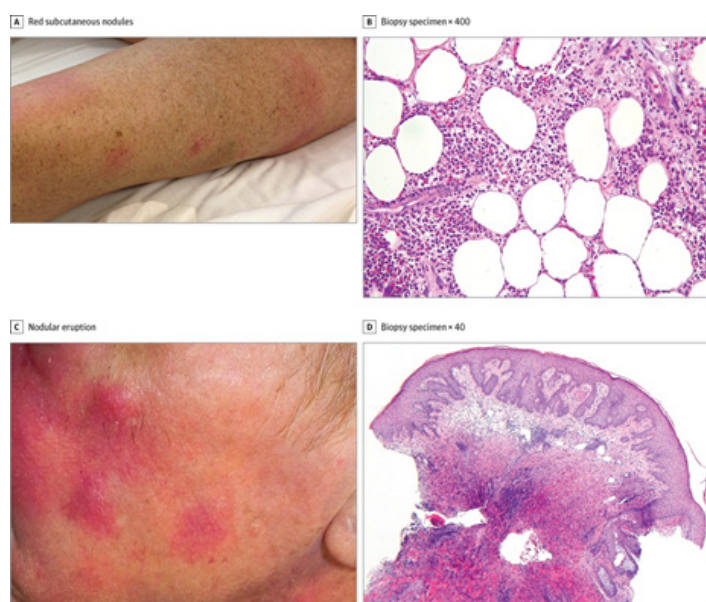 A Red subcutaneous nodules
B Biopsy specimen × 400
C Nodular eruption
D Biopsy specimen × 40